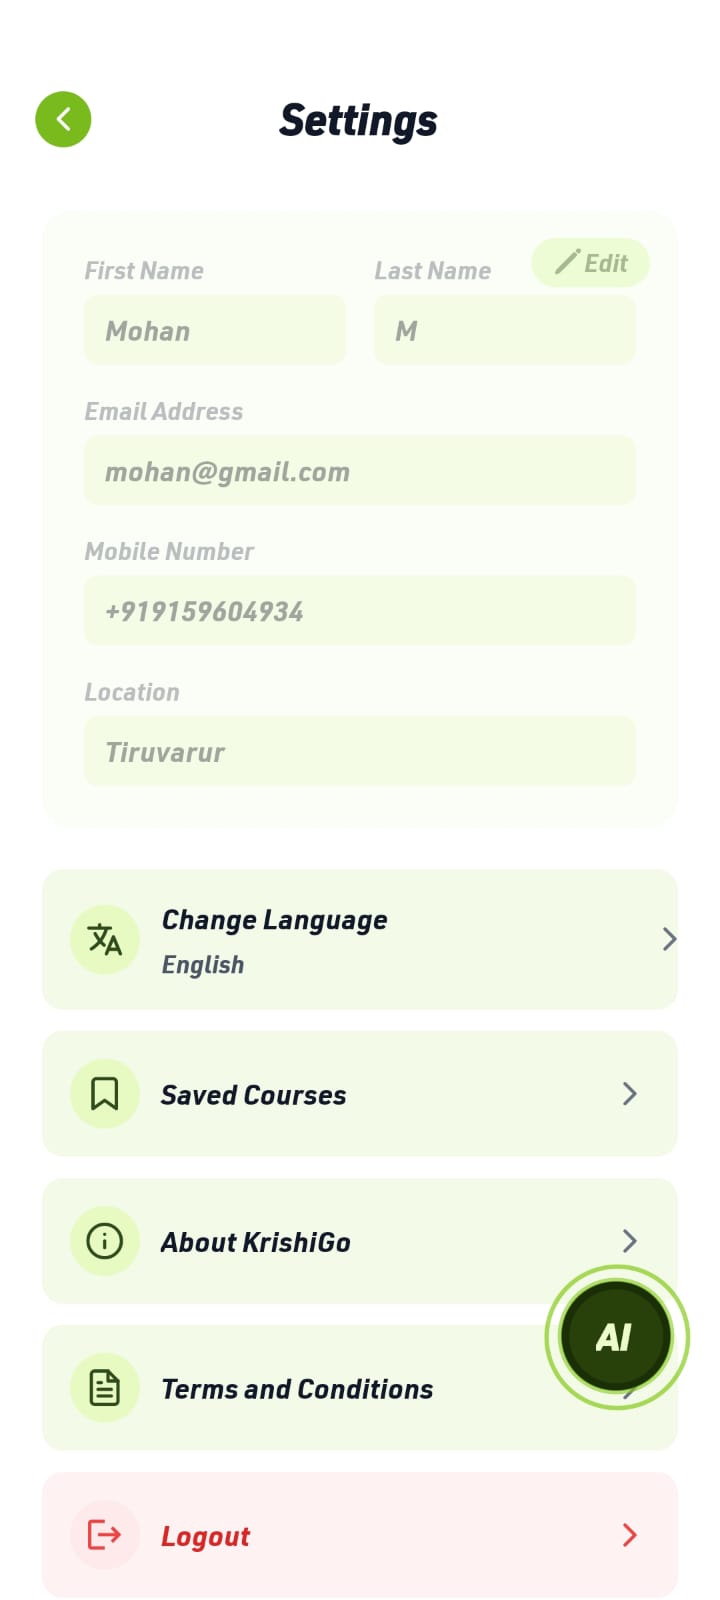 Settings
First Name
Last Name
Edit
Mohan
M
Email Address
mohan@gmail.com
Mobile Number
+919159604934
Location
Tiruvarur
Change Language
English
Saved Courses
About KrishiGo
AI
Terms and Conditions
Logout